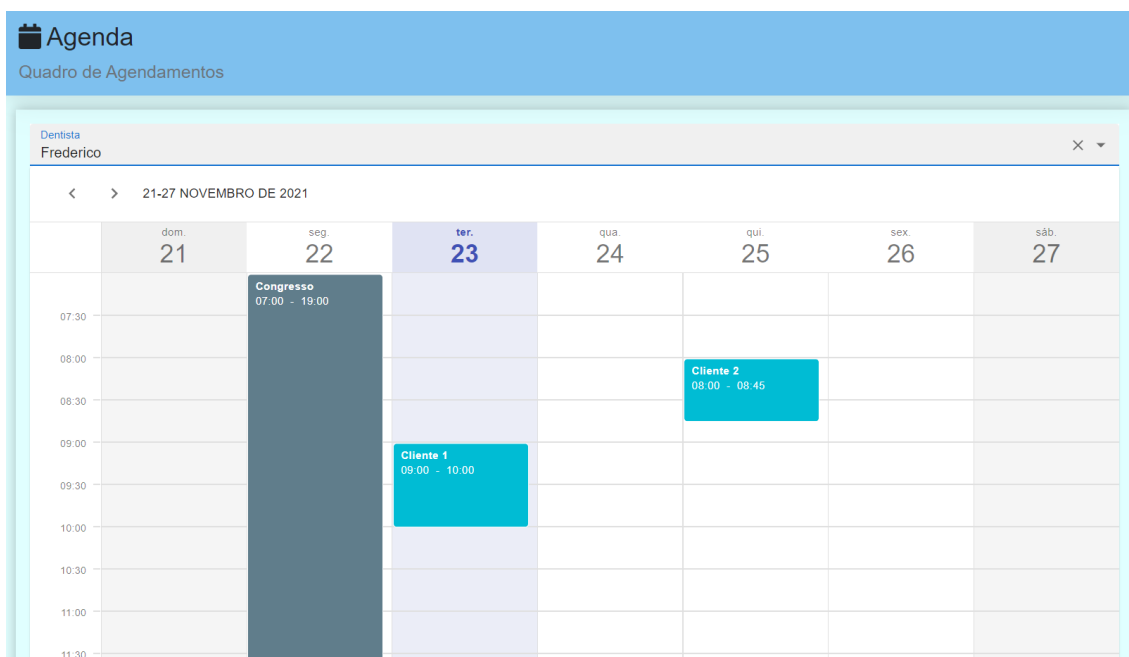 Agenda
Quadro de Agendamentos
Dentista
Frederico
21-27 NOVEMBRO DE 2021
dom. seg. ter. qua. qui. sex. sáb.
21 22 23 24 25 26 27
Congresso
07:00 - 19:00
07:30
08:00
Cliente 2
08:00 - 08:45
08:30
09:00
Cliente 1
09:00 - 10:00
09:30
10:00
10:30
11:00
11:30